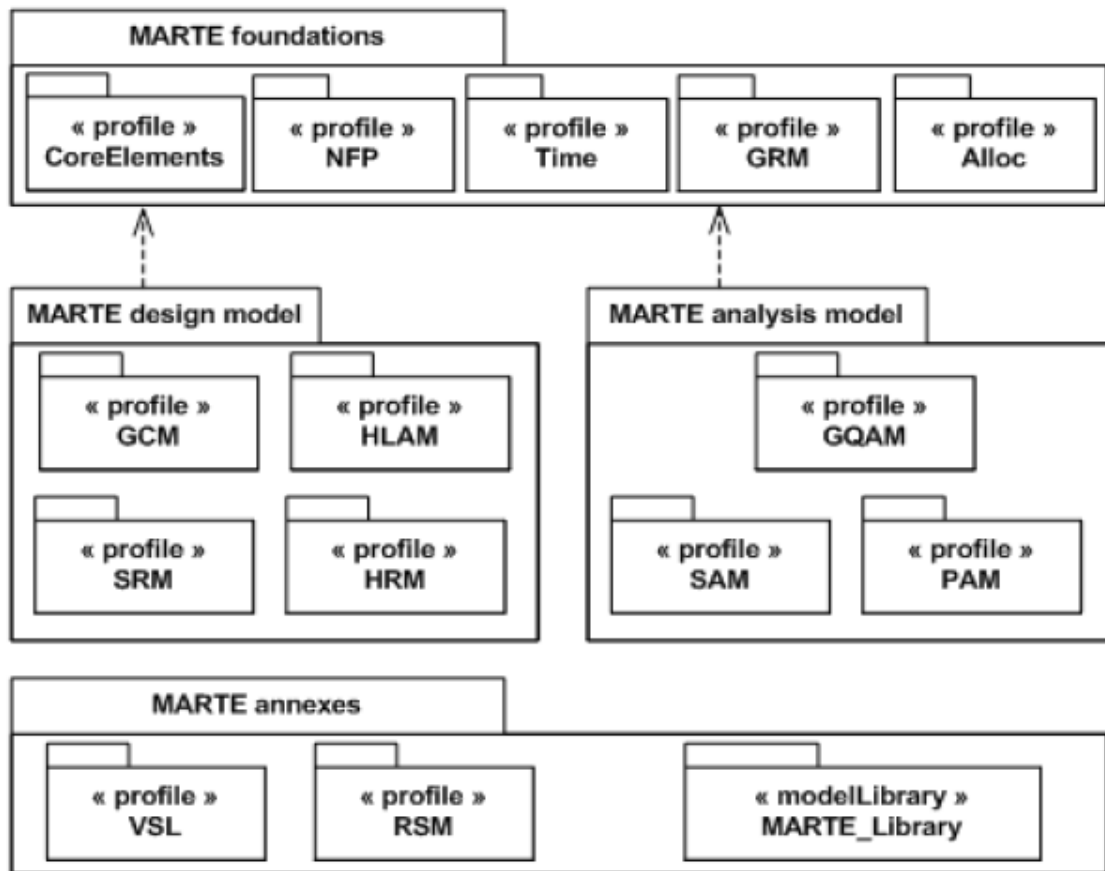 MARTE foundations
« profile »
CoreElements
« profile »
NFP
« profile »
Time
« profile »
GRM
« profile »
Alloc
MARTE design model
« profile »
GCM
« profile »
HLAM
« profile »
SRM
« profile »
HRM
MARTE analysis model
« profile »
GQAM
« profile »
SAM
« profile »
PAM
MARTE annexes
« profile »
VSL
« profile »
RSM
« modelLibrary »
MARTE_Library